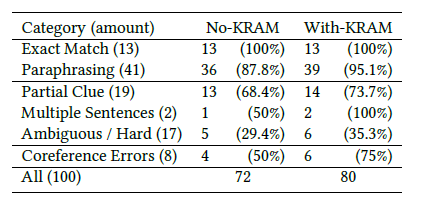 Category (amount) No-KRAM With-KRAM
Exact Match (13) 13 (100%) 13 (100%)
Paraphrasing (41) 36 (87.8%) 39 (95.1%)
Partial Clue (19) 13 (68.4%) 14 (73.7%)
Multiple Sentences (2) 1 (50%) 2 (100%)
Ambiguous / Hard (17) 5 (29.4%) 6 (35.3%)
Coreference Errors (8) 4 (50%) 6 (75%)
All (100) 72 80